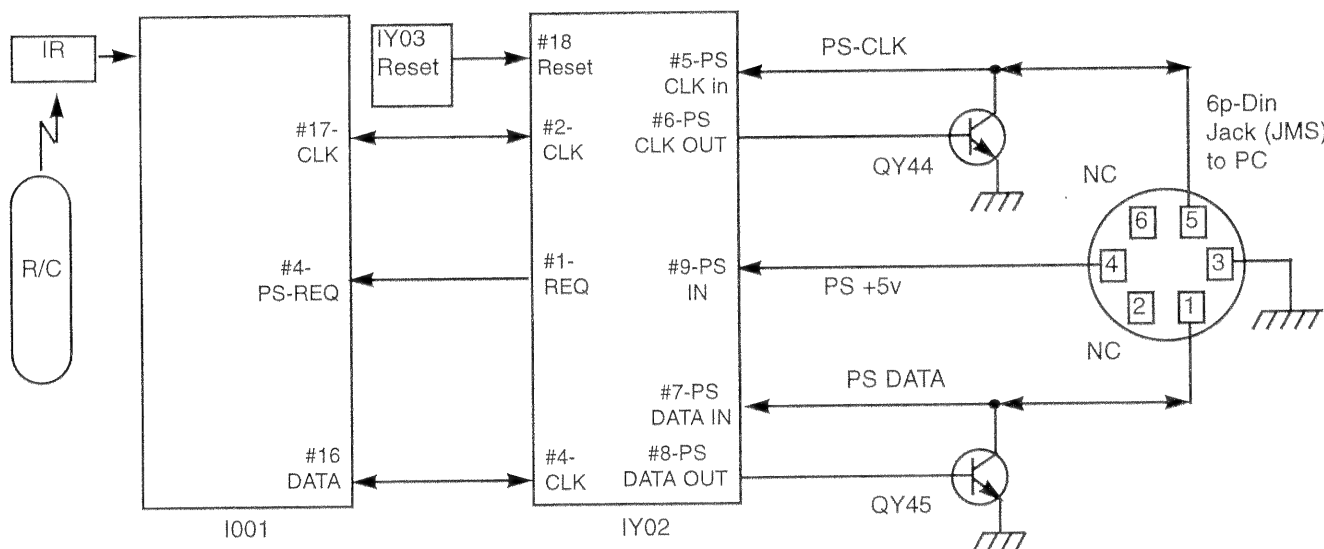 IR
R/C
#17-
CLK
#4-
PS-REQ
#16
DATA
I001
IY03
Reset
#18
Reset
#2-
CLK
#1-
REQ
#4-
CLK
#5-PS
CLK in
#6-PS
CLK OUT
#9-PS
IN
#7-PS
DATA IN
#8-PS
DATA OUT
IY02
PS-CLK
QY44
PS +5v
PS DATA
QY45
6p-Din
Jack (JMS)
to PC
NC
6
5
4
3
2
1
NC